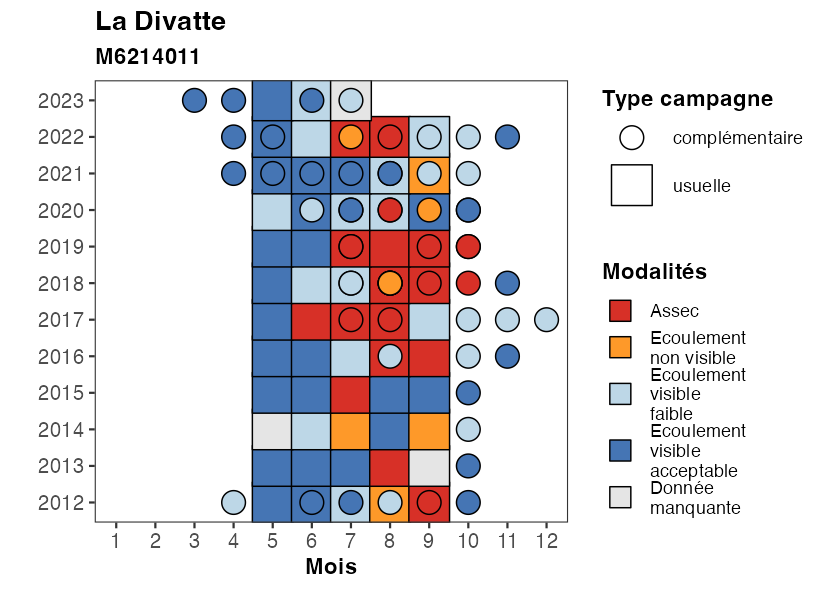 La Divatte
M6214011
2023
2022
2021
2020
2019
2018
2017
2016
2015
2014
2013
2012
1 2 3 4 5 6 7 8 9 10 11 12
Mois
Type campagne
complémentaire
usuelle
Modalités
Assec
Ecoulement
non visible
Ecoulement
visible
faible
Ecoulement
visible
acceptable
Donnée
manquante